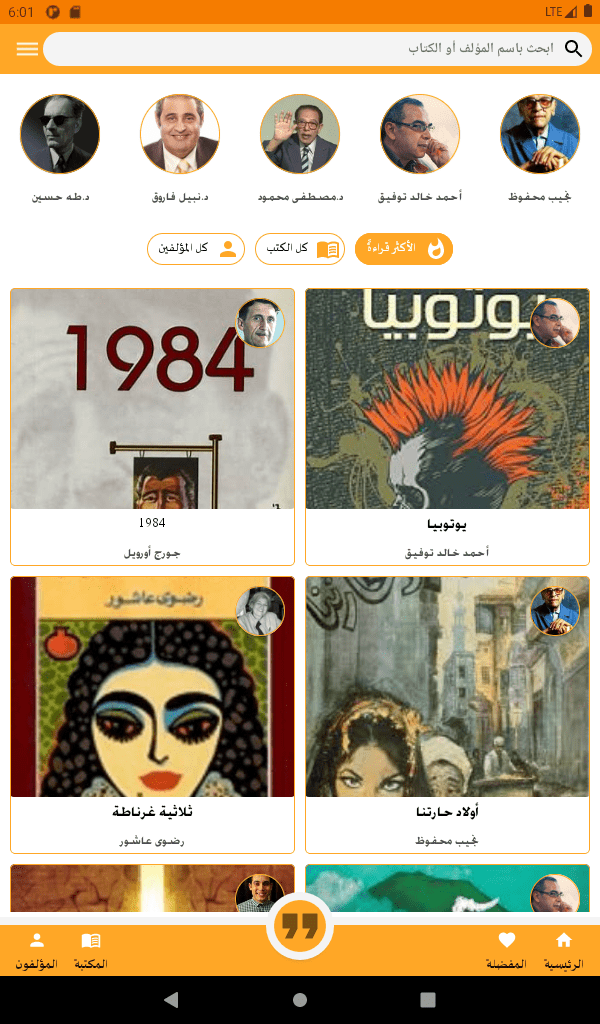 6:01
LTE
ابحث باسم المؤلف أو الكتاب
نجيب محفوظ
أحمد خالد توفيق
د.مصطفى محمود
د.نبيل فاروق
د.طه حسين
الأكثر قراءةً
كل الكتب
كل المؤلفين
يوتوبيا
1984
يوتوبيا
أحمد خالد توفيق
1984
جورج أورويل
رضوى عاشور
أولاد حارتنا
نجيب محفوظ
ثلاثية غرناطة
رضوى عاشور
الرئيسية
المفضلة
المكتبة
المؤلفون